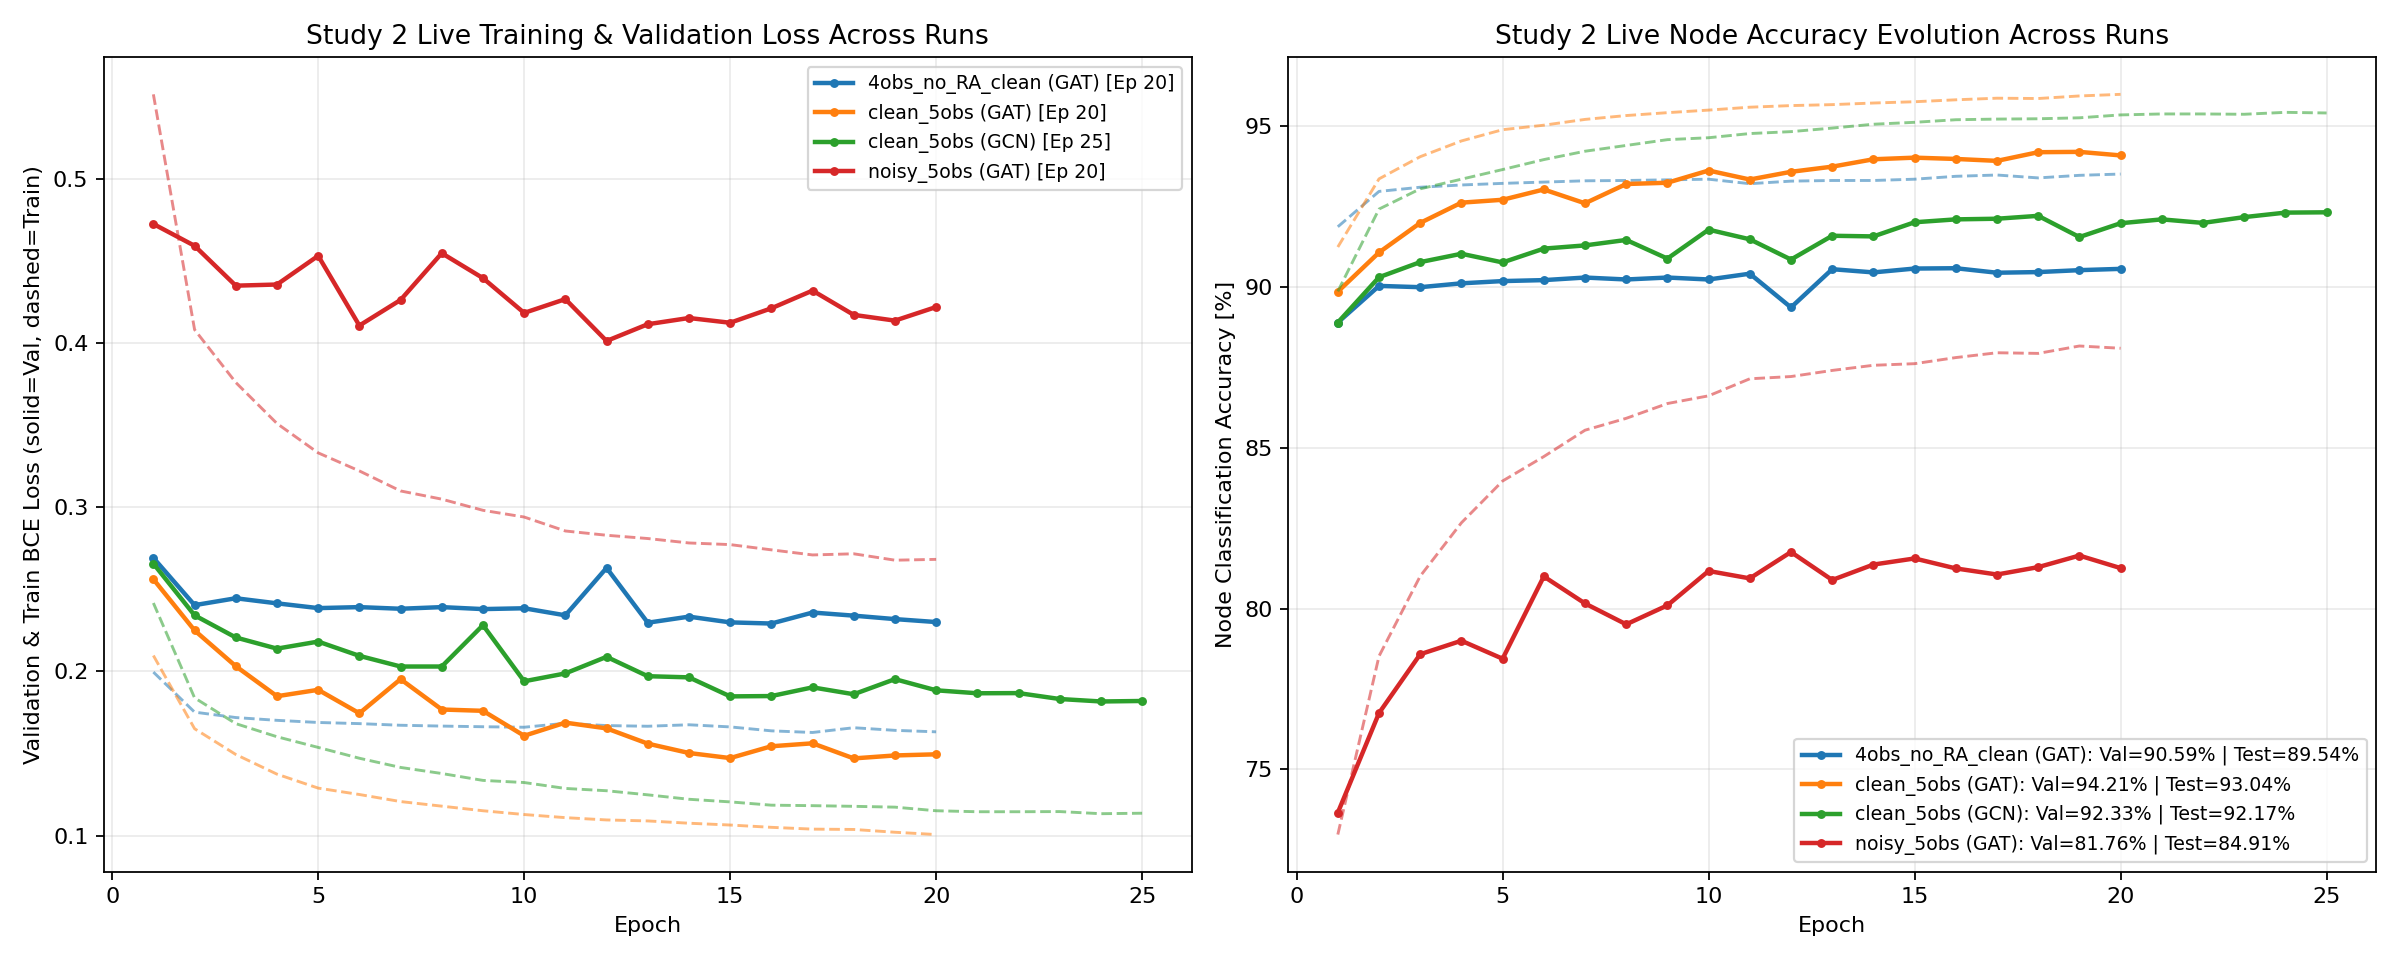 Study 2 Live Training & Validation Loss Across Runs
Validation & Train BCE Loss (solid=Val, dashed=Train)
0.5
0.4
0.3
0.2
0.1
4obs_no_RA_clean (GAT) [Ep 20]
clean_5obs (GAT) [Ep 20]
clean_5obs (GCN) [Ep 25]
noisy_5obs (GAT) [Ep 20]
0 5 10 15 20 25
Epoch
Study 2 Live Node Accuracy Evolution Across Runs
Node Classification Accuracy [%]
95
90
85
80
75
4obs_no_RA_clean (GAT): Val=90.59% | Test=89.54%
clean_5obs (GAT): Val=94.21% | Test=93.04%
clean_5obs (GCN): Val=92.33% | Test=92.17%
noisy_5obs (GAT): Val=81.76% | Test=84.91%
0 5 10 15 20 25
Epoch